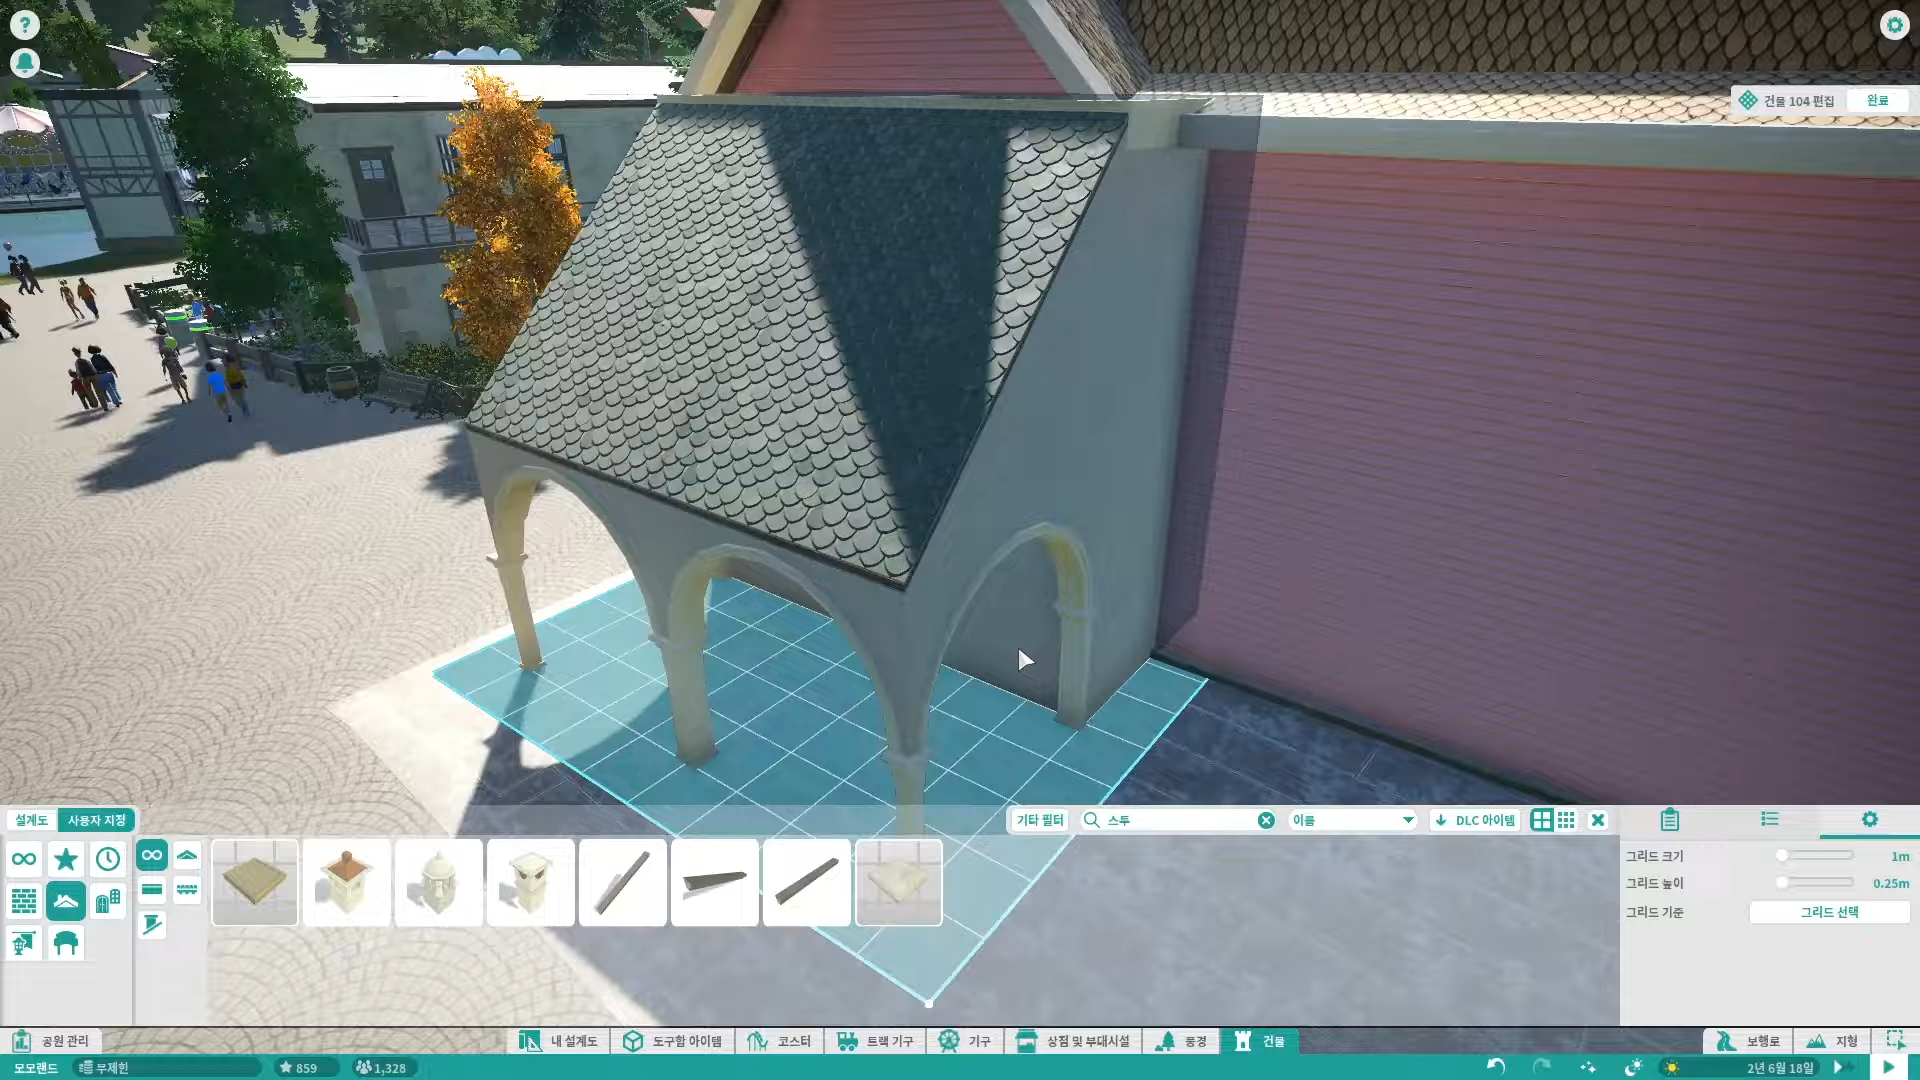 ?
건물 104 편집
완료
설계도
사용자 지정
기타 필터
스투
이름
DLC 아이템
그리드 크기
1m
그리드 높이
0.25m
그리드 기준
그리드 선택
공원 관리
내 설계도
도구함 아이템
코스터
트랙 기구
기구
상점 및 부대시설
풍경
건물
보행로
지형
모모랜드
무제한
859
1,328
2년 6월 18일